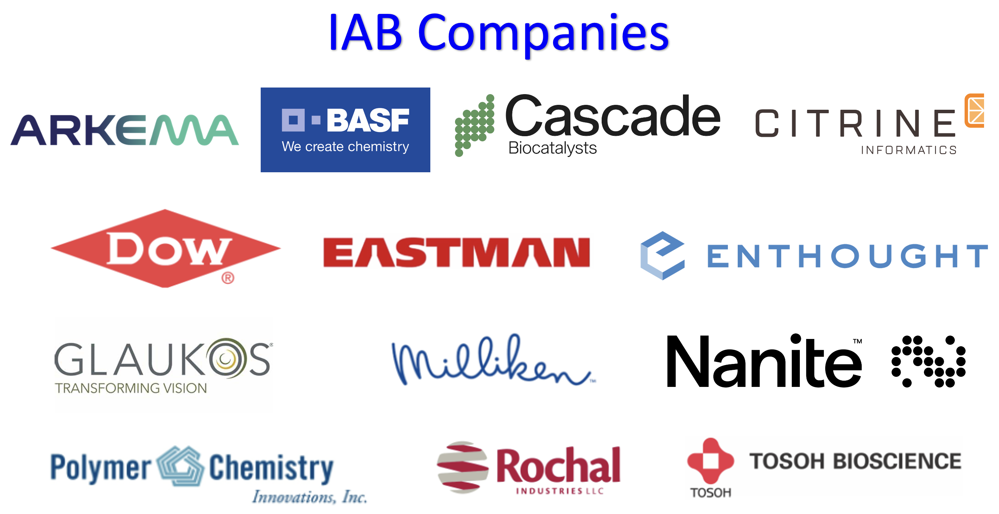 IAB Companies
ARKEMA
BASF
We create chemistry
Cascade
Biocatalysts
CITRINE
INFORMATICS
DOW
®
EASTMAN
ENTHOUGHT
GLAUKOS®
TRANSFORMING VISION
Milliken™
Nanite™
Polymer Chemistry
Innovations, Inc.
Rochal
INDUSTRIES LLC
TOSOH
TOSOH BIOSCIENCE